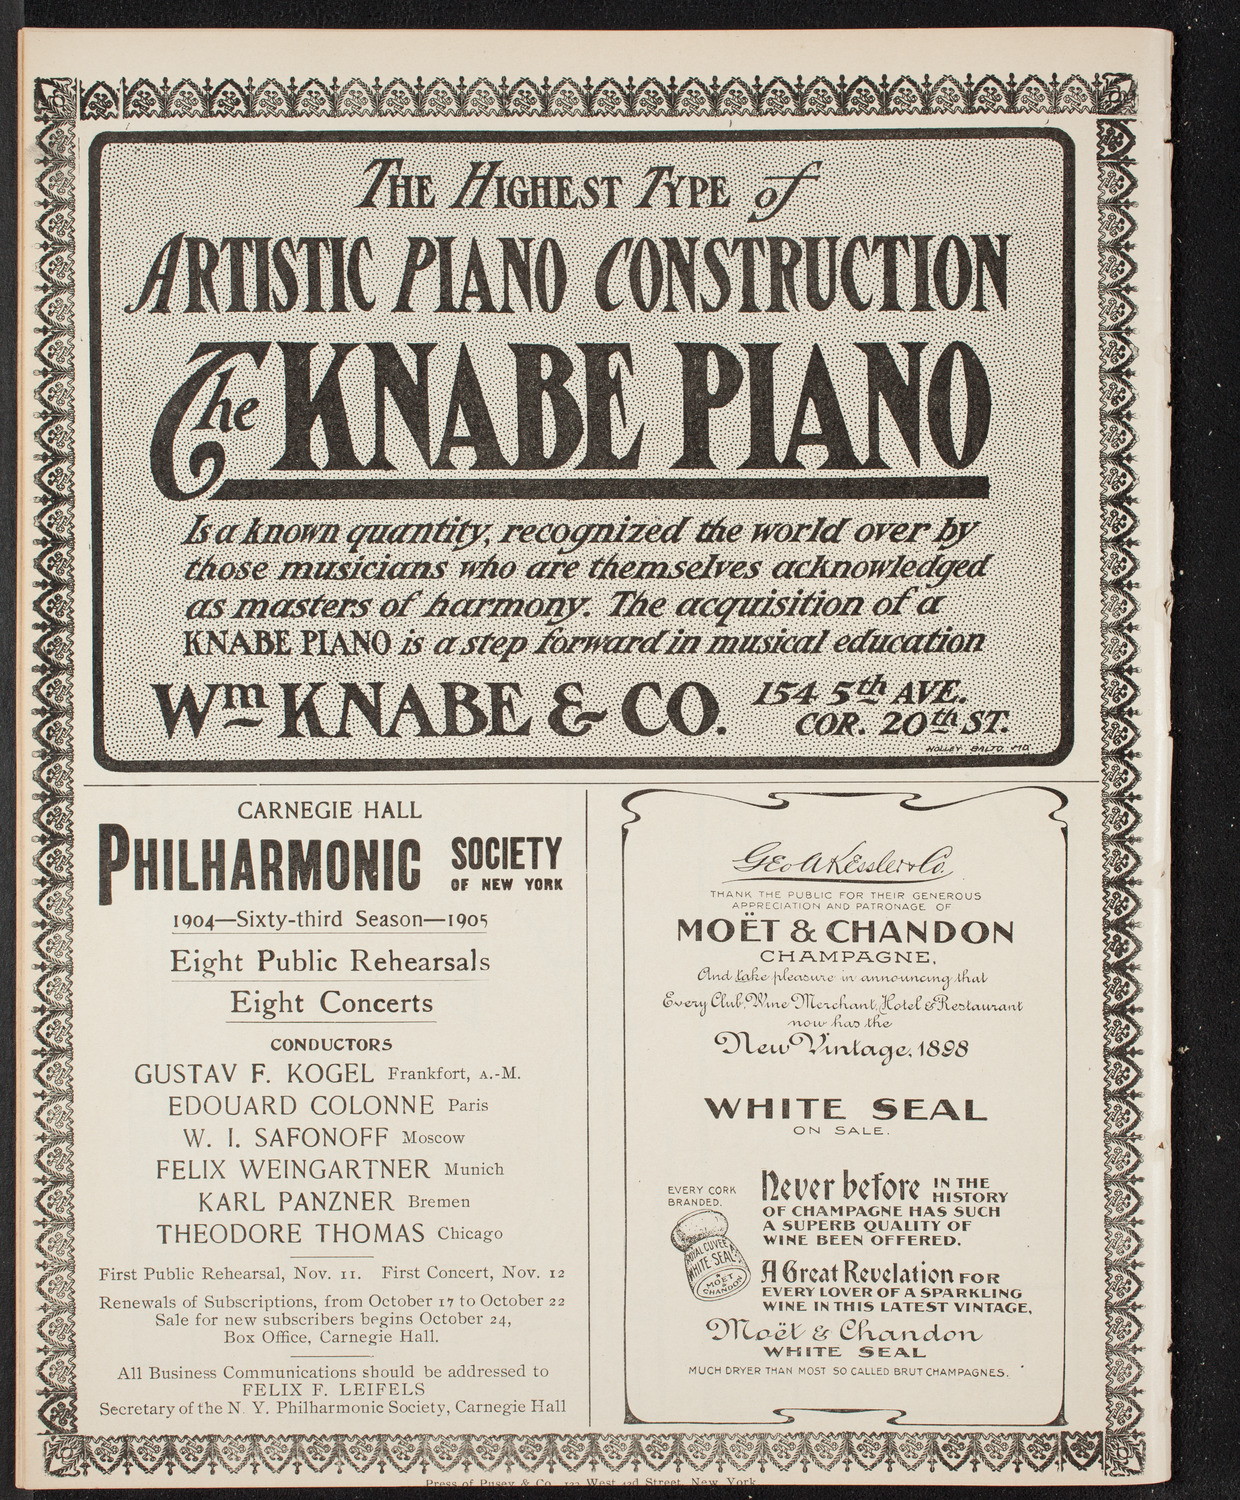 The Highest Type of
Artistic Piano Construction
The KNABE PIANO
Is a known quantity, recognized the world over by
those musicians who are themselves acknowledged
as masters of harmony. The acquisition of a
KNABE PIANO is a step forward in musical education
Wm KNABE & CO. 154 5th AVE.
COR. 20th ST.
HOLLEY BALTO. MD.
CARNEGIE HALL
PHILHARMONIC SOCIETY
OF NEW YORK
1904—Sixty-third Season—1905
Eight Public Rehearsals
Eight Concerts
CONDUCTORS
GUSTAV F. KOGEL Frankfort, A.-M.
EDOUARD COLONNE Paris
W. I. SAFONOFF Moscow
FELIX WEINGARTNER Munich
KARL PANZNER Bremen
THEODORE THOMAS Chicago
First Public Rehearsal, Nov. 11. First Concert, Nov. 12
Renewals of Subscriptions, from October 17 to October 22
Sale for new subscribers begins October 24,
Box Office, Carnegie Hall.
All Business Communications should be addressed to
FELIX F. LEIFELS
Secretary of the N. Y. Philharmonic Society, Carnegie Hall
Geo A Kessler & Co.
THANK THE PUBLIC FOR THEIR GENEROUS
APPRECIATION AND PATRONAGE OF
MOËT & CHANDON
CHAMPAGNE,
And take pleasure in announcing that
Every Club, Wine Merchant, Hotel & Restaurant
now has the
New Vintage, 1898
WHITE SEAL
ON SALE.
EVERY CORK
BRANDED.
WHITE SEAL
MOËT
CHANDON
Never before IN THE
HISTORY
OF CHAMPAGNE HAS SUCH
A SUPERB QUALITY OF
WINE BEEN OFFERED.
A Great Revelation FOR
EVERY LOVER OF A SPARKLING
WINE IN THIS LATEST VINTAGE,
Moët & Chandon
WHITE SEAL
MUCH DRYER THAN MOST SO CALLED BRUT CHAMPAGNES.
Press of Pusey & Co. 123 West 42d Street, New York